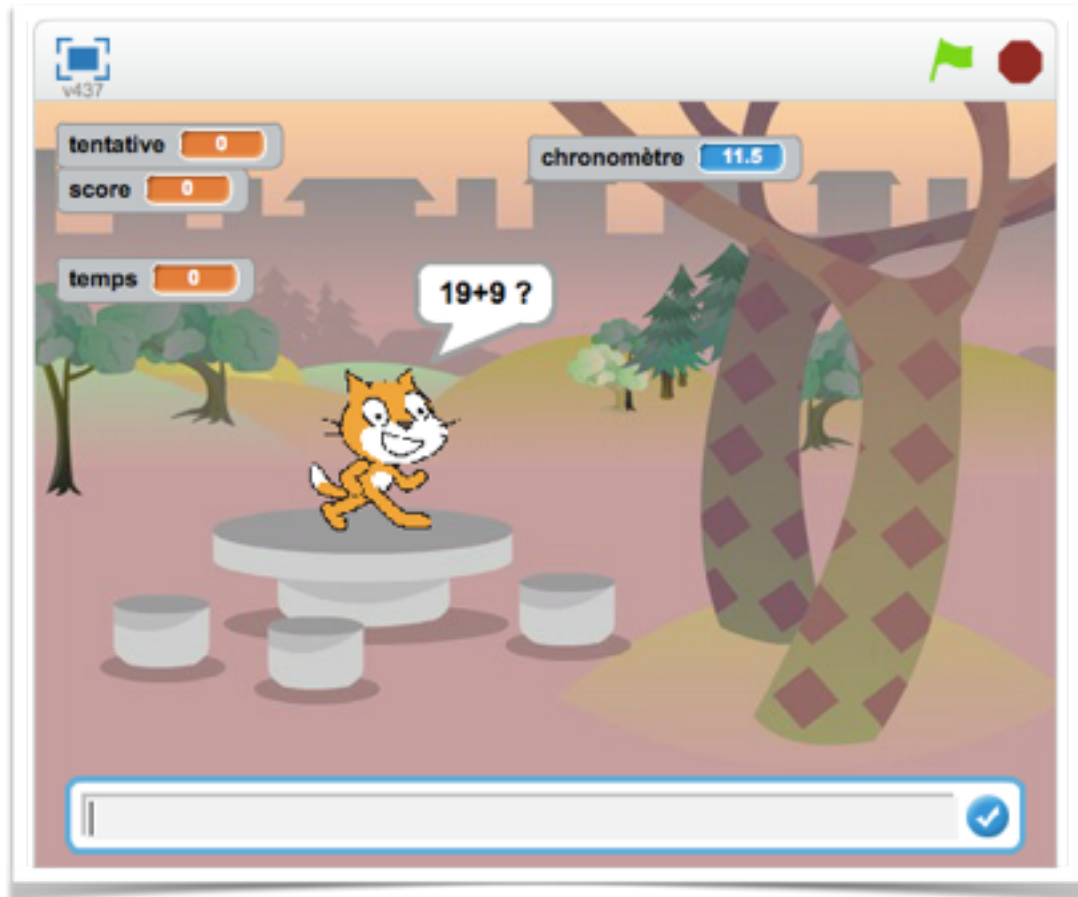 v437
tentative 0
score 0
chronomètre 11.5
temps 0
19+9 ?